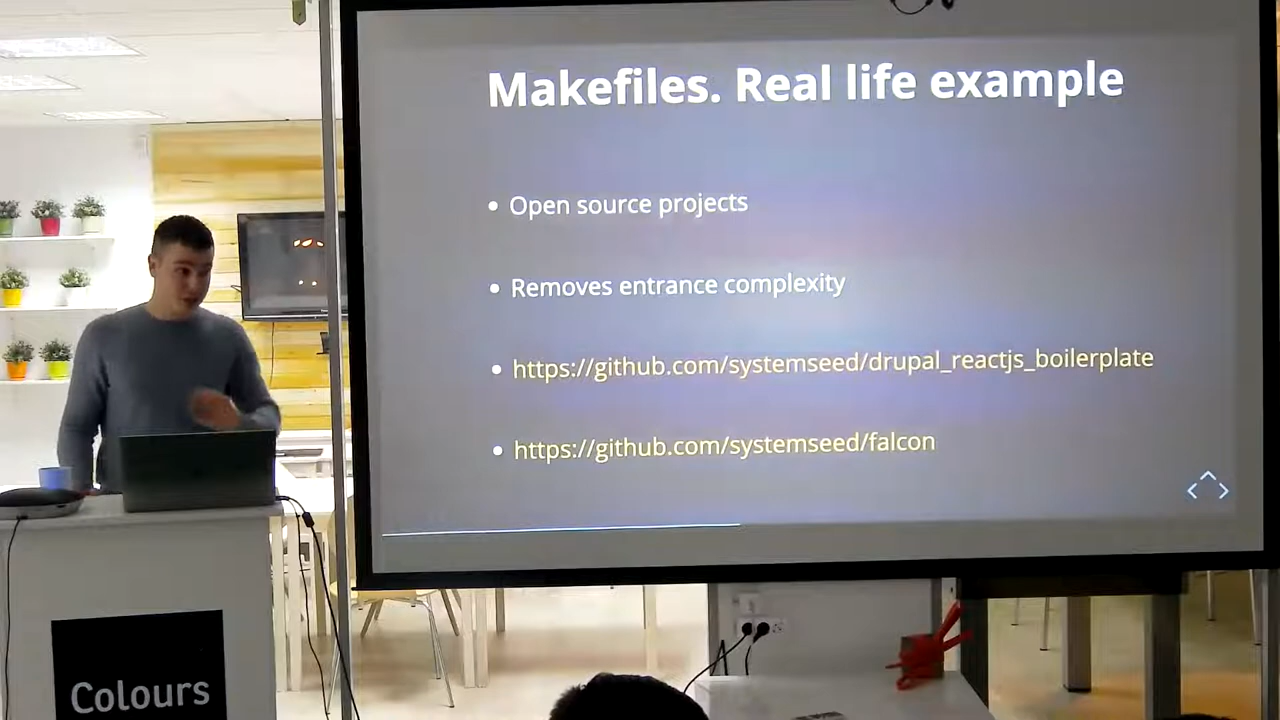 Makefiles. Real life example
Open source projects
Removes entrance complexity
https://github.com/systemseed/drupal_reactjs_boilerplate
https://github.com/systemseed/falcon
Colours